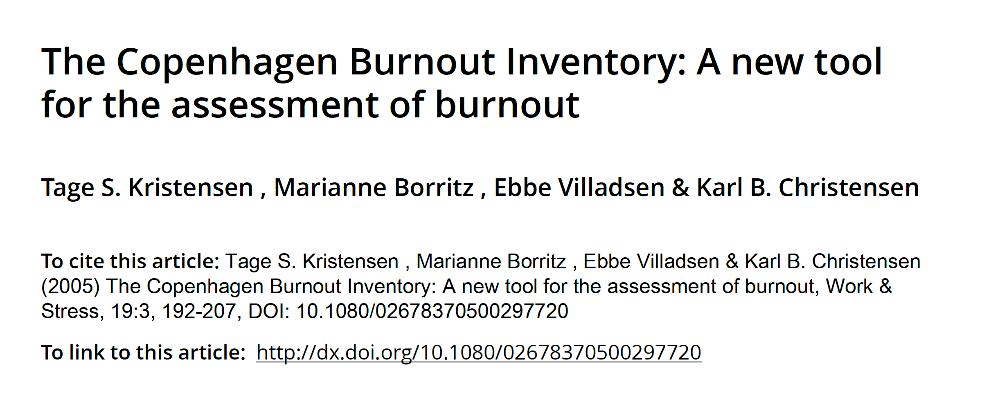 The Copenhagen Burnout Inventory: A new tool
for the assessment of burnout
Tage S. Kristensen , Marianne Borritz , Ebbe Villadsen & Karl B. Christensen
To cite this article: Tage S. Kristensen , Marianne Borritz , Ebbe Villadsen & Karl B. Christensen
(2005) The Copenhagen Burnout Inventory: A new tool for the assessment of burnout, Work &
Stress, 19:3, 192-207, DOI: 10.1080/02678370500297720
To link to this article: http://dx.doi.org/10.1080/02678370500297720